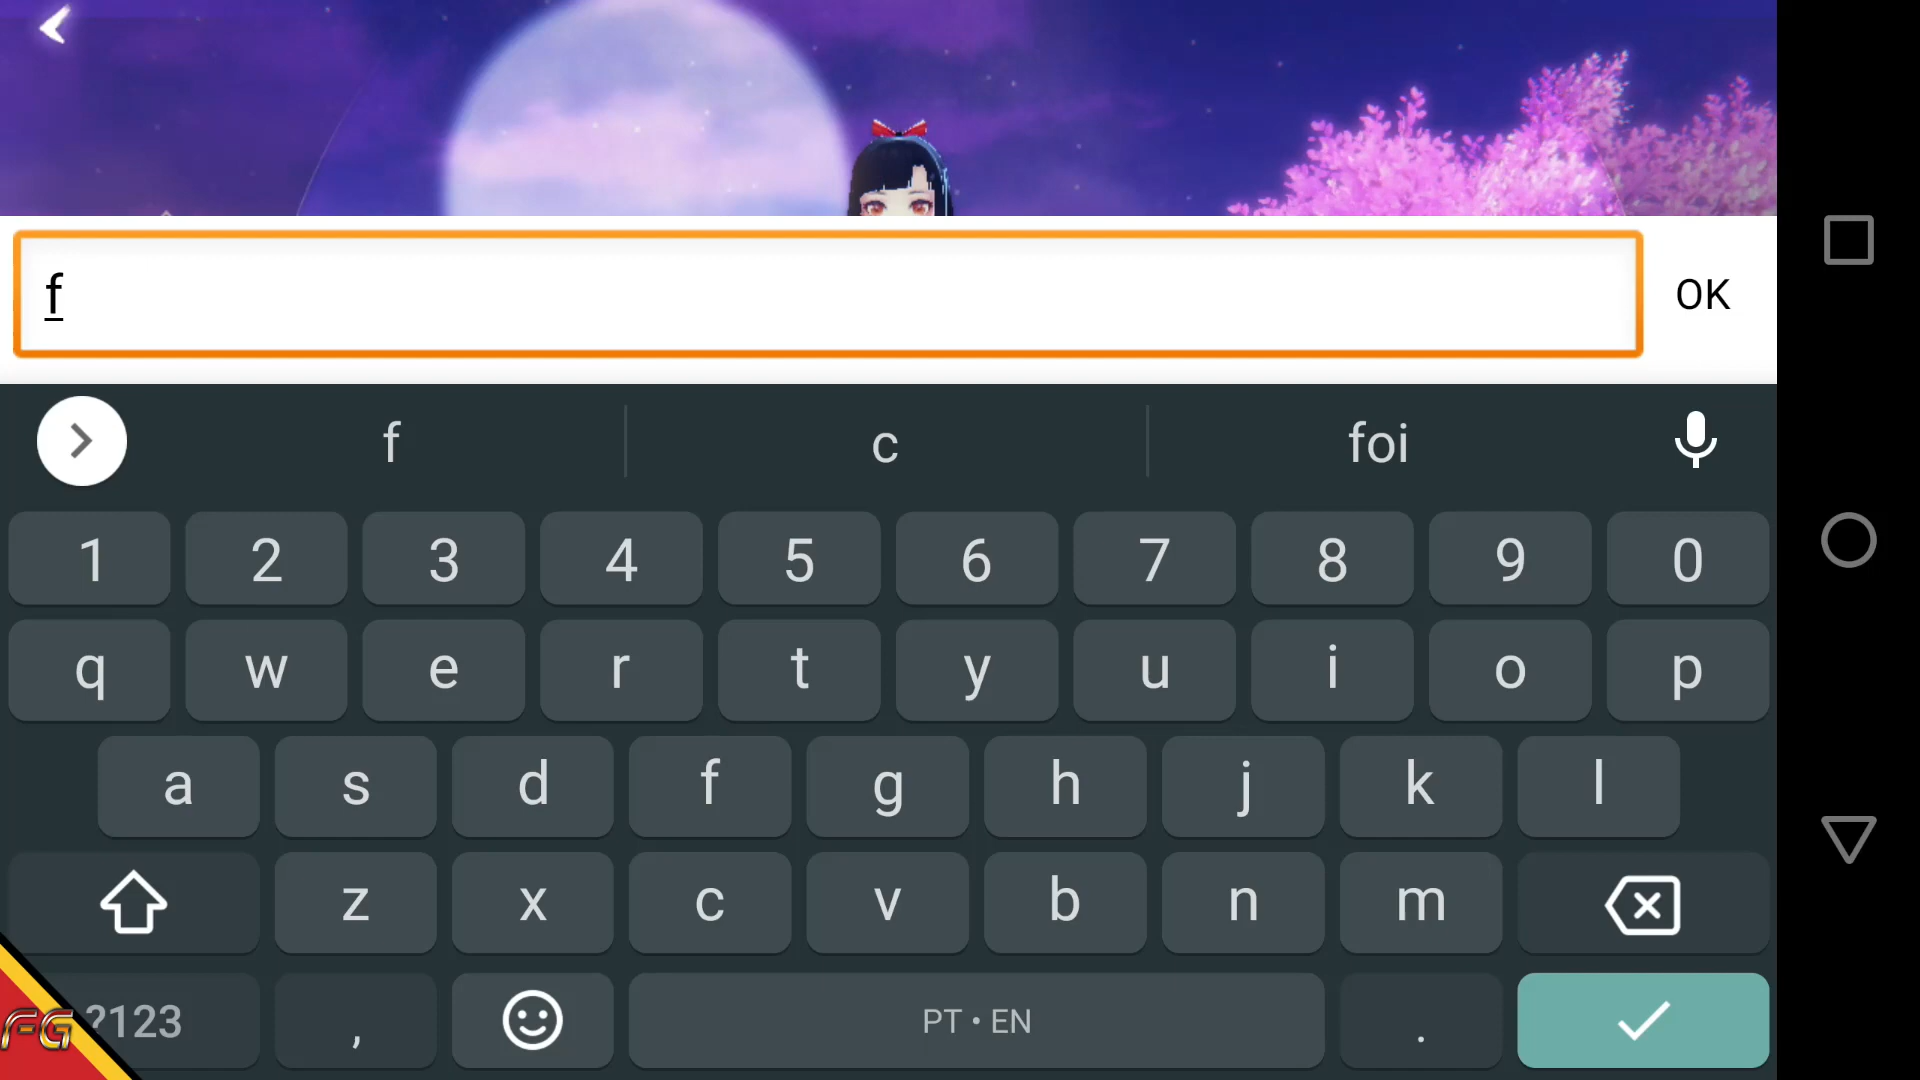 f
OK
f c foi
1 2 3 4 5 6 7 8 9 0
q w e r t y u i o p
a s d f g h j k l
z x c v b n m
?123 , PT • EN .
FG